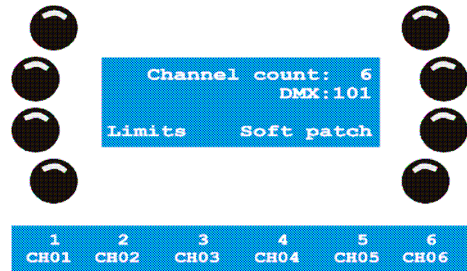 Channel count: 6
DMX:101
Limits Soft patch
1 2 3 4 5 6
CH01 CH02 CH03 CH04 CH05 CH06